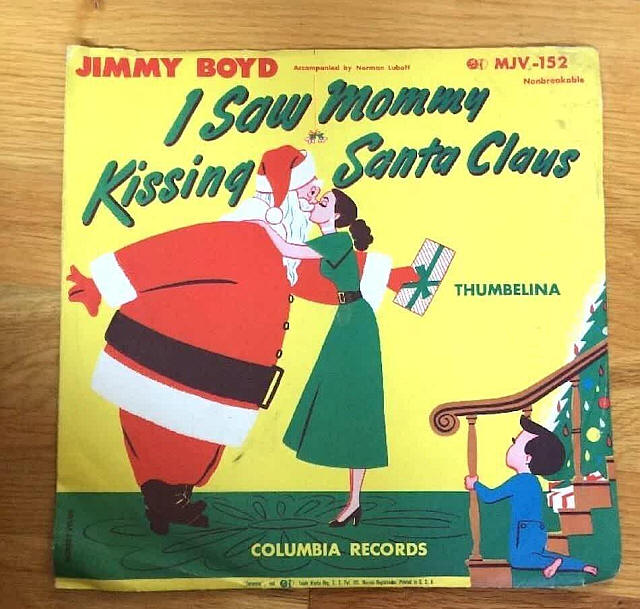 JIMMY BOYD
Accompanied by Norman Luboff
MJV-152
Nonbreakable
I Saw Mommy
Kissing Santa Claus
THUMBELINA
COLUMBIA RECORDS